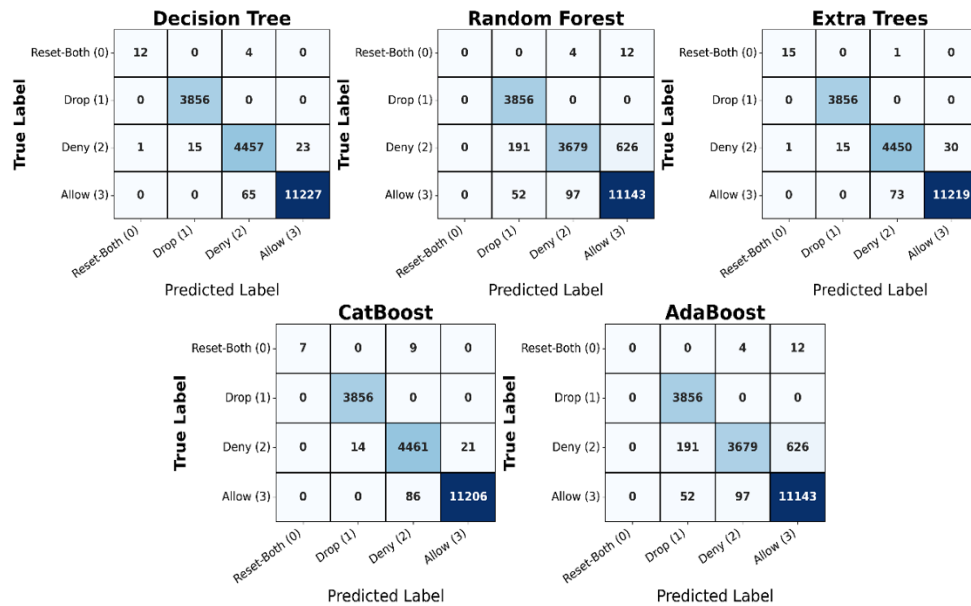 Decision Tree
True Label
Reset-Both (0) 12 0 4 0
Drop (1) 0 3856 0 0
Deny (2) 1 15 4457 23
Allow (3) 0 0 65 11227
Reset-Both (0) Drop (1) Deny (2) Allow (3)
Predicted Label
Random Forest
True Label
Reset-Both (0) 0 0 4 12
Drop (1) 0 3856 0 0
Deny (2) 0 191 3679 626
Allow (3) 0 52 97 11143
Reset-Both (0) Drop (1) Deny (2) Allow (3)
Predicted Label
Extra Trees
True Label
Reset-Both (0) 15 0 1 0
Drop (1) 0 3856 0 0
Deny (2) 1 15 4450 30
Allow (3) 0 0 73 11219
Reset-Both (0) Drop (1) Deny (2) Allow (3)
Predicted Label
CatBoost
True Label
Reset-Both (0) 7 0 9 0
Drop (1) 0 3856 0 0
Deny (2) 0 14 4461 21
Allow (3) 0 0 86 11206
Reset-Both (0) Drop (1) Deny (2) Allow (3)
Predicted Label
AdaBoost
True Label
Reset-Both (0) 0 0 4 12
Drop (1) 0 3856 0 0
Deny (2) 0 191 3679 626
Allow (3) 0 52 97 11143
Reset-Both (0) Drop (1) Deny (2) Allow (3)
Predicted Label